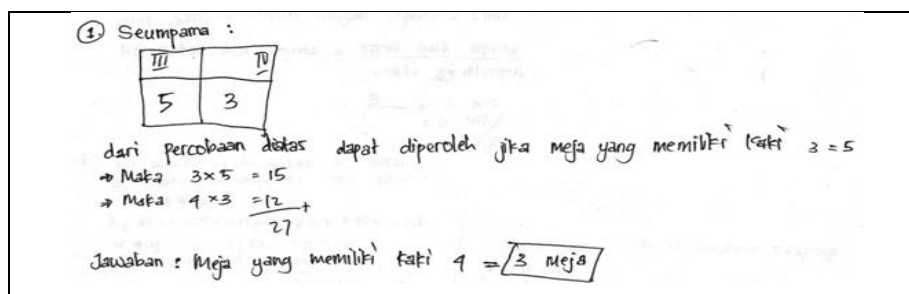 ① Seumpama :
III IV
5 3
dari percobaan diatas dapat diperoleh jika meja yang memiliki kaki 3 = 5
→ Maka 3 × 5 = 15
→ Maka 4 × 3 = 12 +
27
Jawaban : Meja yang memiliki kaki 4 = 3 Meja